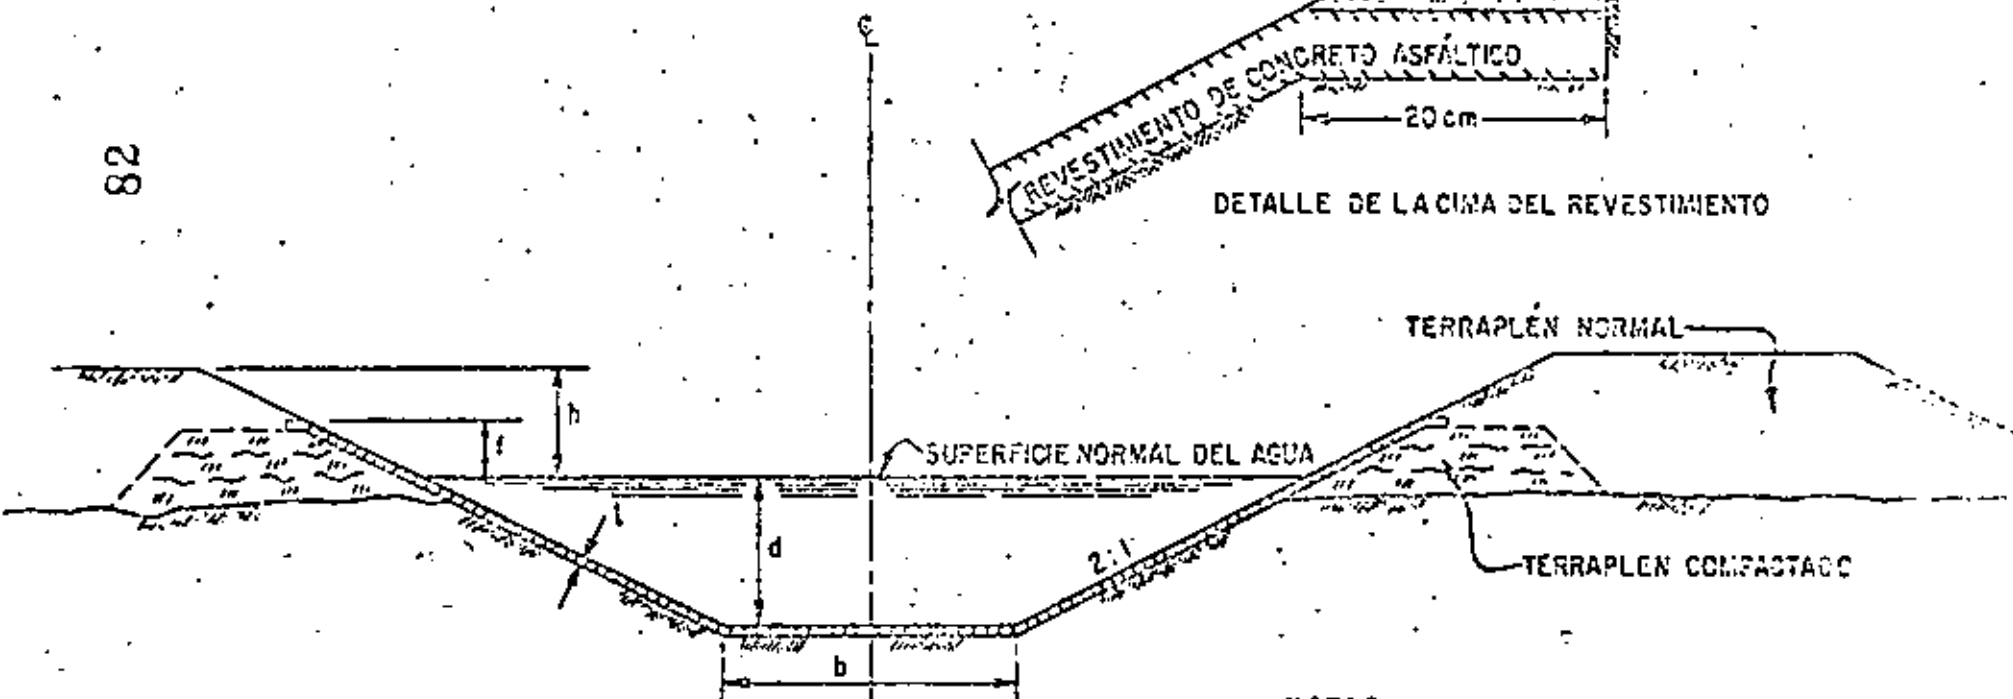 82
℄
REVESTIMIENTO DE CONCRETO ASFÁLTICO
20 cm
DETALLE DE LA CIMA DEL REVESTIMIENTO
TERRAPLÉN NORMAL
h
f
SUPERFICIE NORMAL DEL AGUA
t
d
2:1
TERRAPLEN COMPACTADO
b